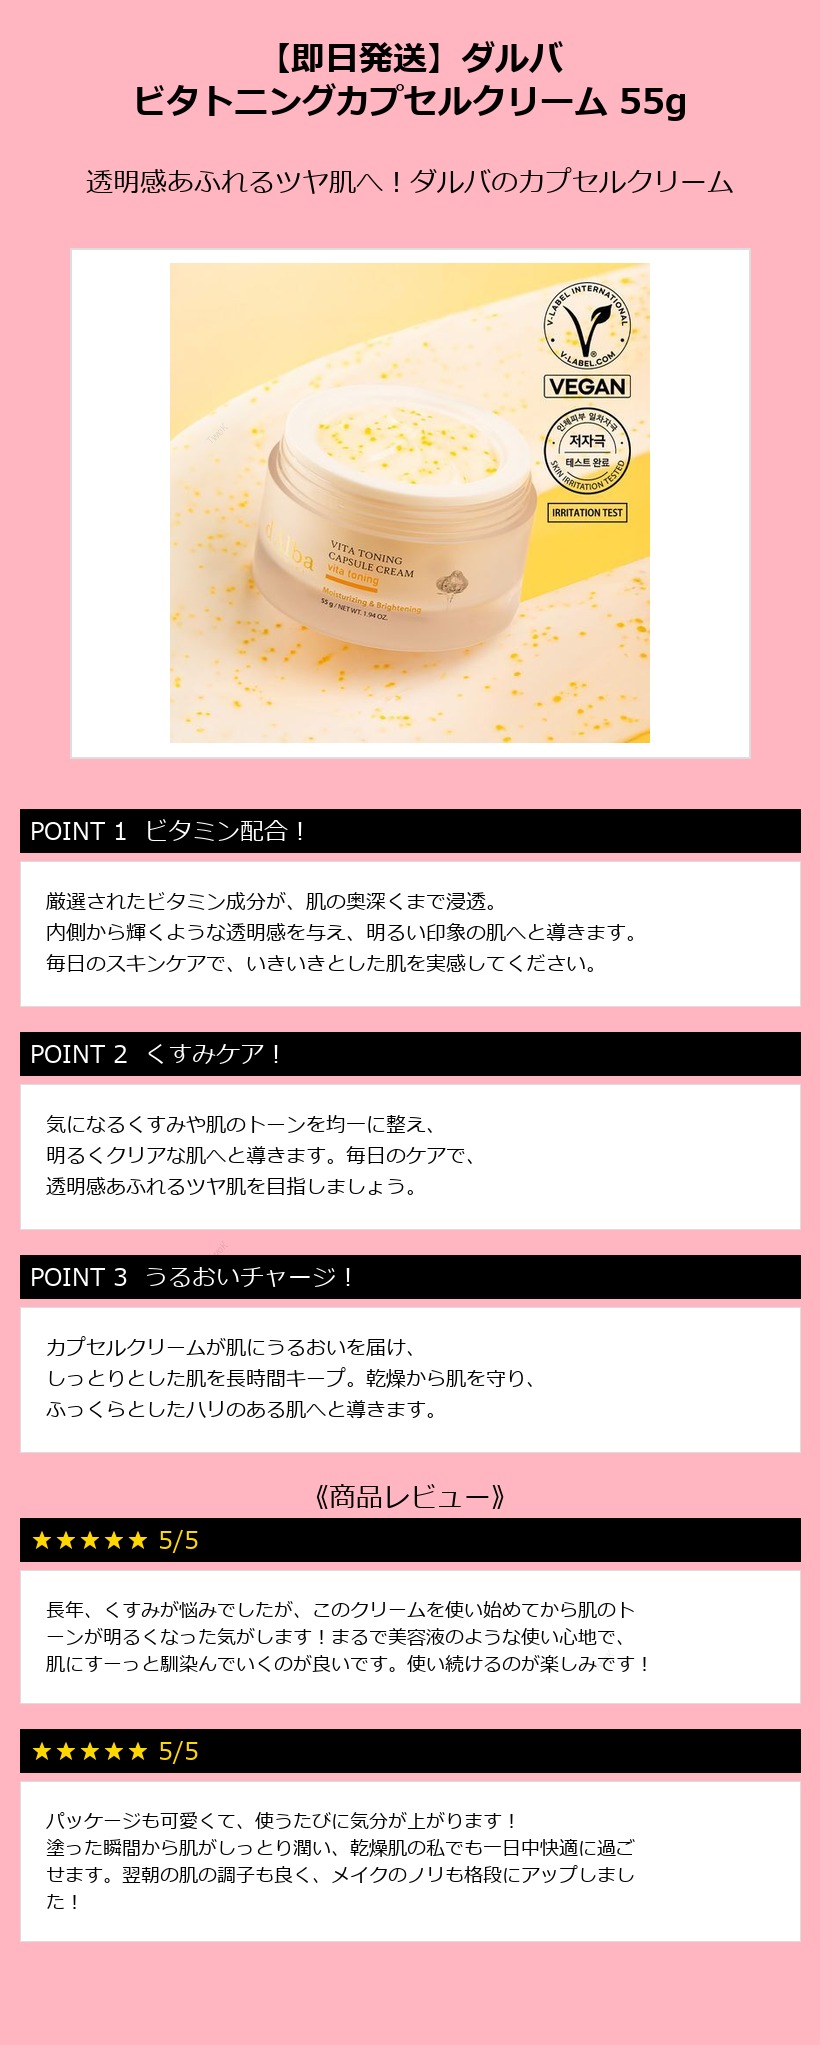 【即日発送】ダルバ
ビタトニングカプセルクリーム 55g
透明感あふれるツヤ肌へ！ダルバのカプセルクリーム
V-LABEL INTERNATIONAL
®
V-LABEL.COM
VEGAN
인체피부 일차자극
저자극
테스트 완료
SKIN IRRITATION TESTED
IRRITATION TEST
d'Alba
VITA TONING
CAPSULE CREAM
vita toning
Moisturizing & Brightening
55 g / NET WT. 1.94 OZ.
POINT 1 ビタミン配合！
厳選されたビタミン成分が、肌の奥深くまで浸透。
内側から輝くような透明感を与え、明るい印象の肌へと導きます。
毎日のスキンケアで、いきいきとした肌を実感してください。
POINT 2 くすみケア！
気になるくすみや肌のトーンを均一に整え、
明るくクリアな肌へと導きます。毎日のケアで、
透明感あふれるツヤ肌を目指しましょう。
POINT 3 うるおいチャージ！
カプセルクリームが肌にうるおいを届け、
しっとりとした肌を長時間キープ。乾燥から肌を守り、
ふっくらとしたハリのある肌へと導きます。
《商品レビュー》
★★★★★ 5/5
長年、くすみが悩みでしたが、このクリームを使い始めてから肌のト
ーンが明るくなった気がします！まるで美容液のような使い心地で、
肌にすーっと馴染んでいくのが良いです。使い続けるのが楽しみです！
★★★★★ 5/5
パッケージも可愛くて、使うたびに気分が上がります！
塗った瞬間から肌がしっとり潤い、乾燥肌の私でも一日中快適に過ご
せます。翌朝の肌の調子も良く、メイクのノリも格段にアップしまし
た！